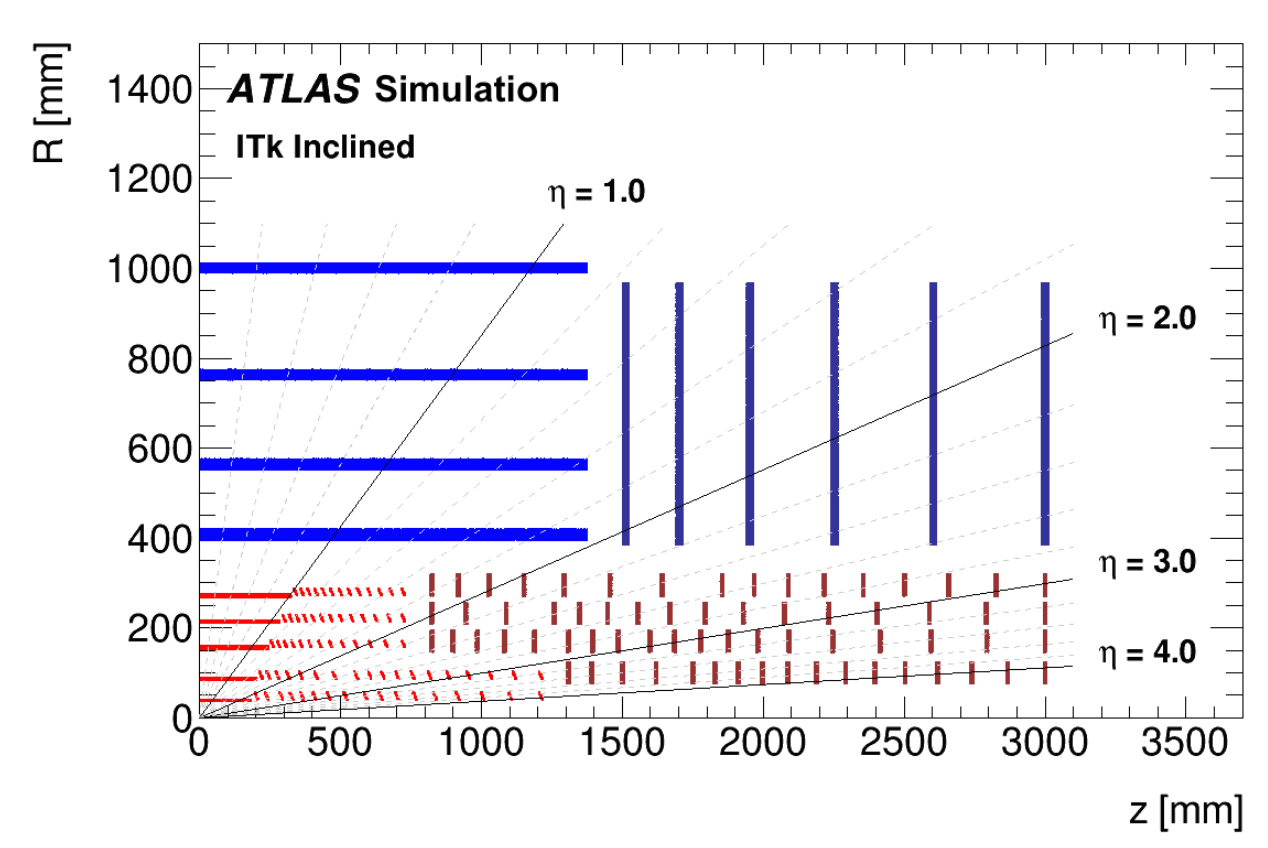 R [mm]
1400
1200
1000
800
600
400
200
0
ATLAS Simulation
ITk Inclined
η = 1.0
η = 2.0
η = 3.0
η = 4.0
0 500 1000 1500 2000 2500 3000 3500
z [mm]